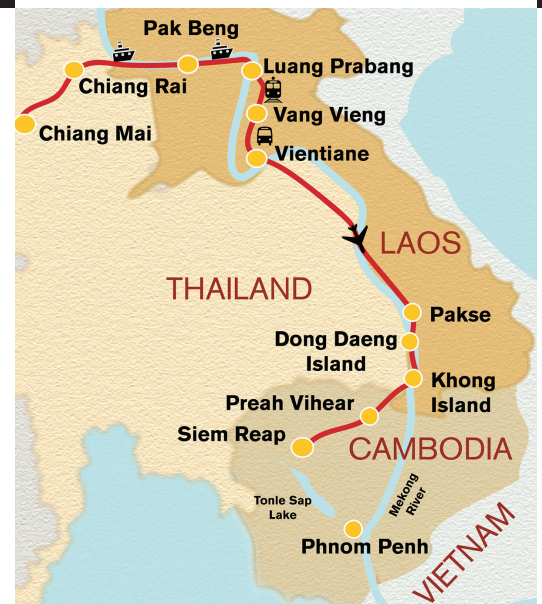 Pak Beng
Luang Prabang
Chiang Rai
Vang Vieng
Chiang Mai
Vientiane
LAOS
THAILAND
Pakse
Dong Daeng
Island
Khong
Island
Preah Vihear
Siem Reap
CAMBODIA
Tonle Sap
Lake
Mekong
River
Phnom Penh
VIETNAM